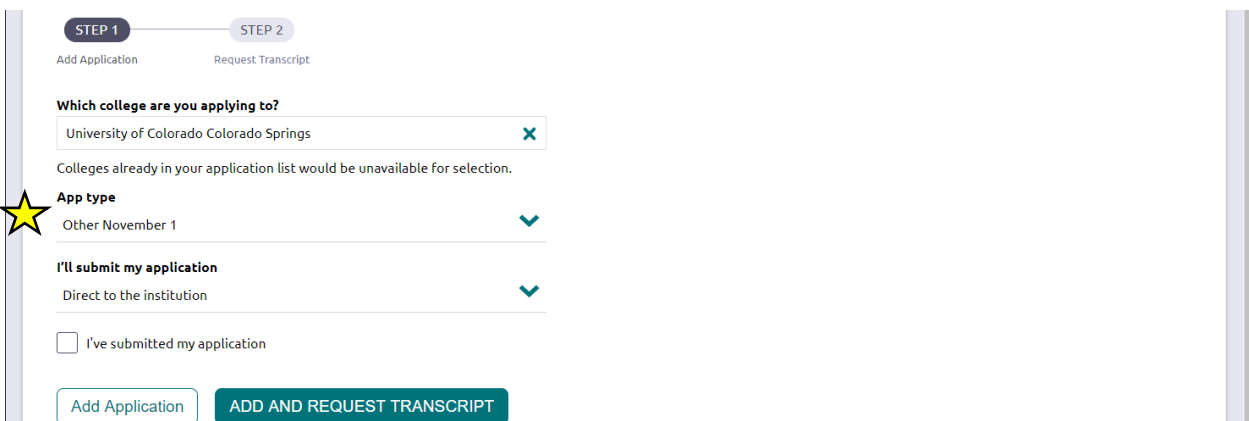 STEP 1 STEP 2
Add Application Request Transcript
Which college are you applying to?
University of Colorado Colorado Springs
Colleges already in your application list would be unavailable for selection.
App type
Other November 1
I'll submit my application
Direct to the institution
I've submitted my application
Add Application ADD AND REQUEST TRANSCRIPT